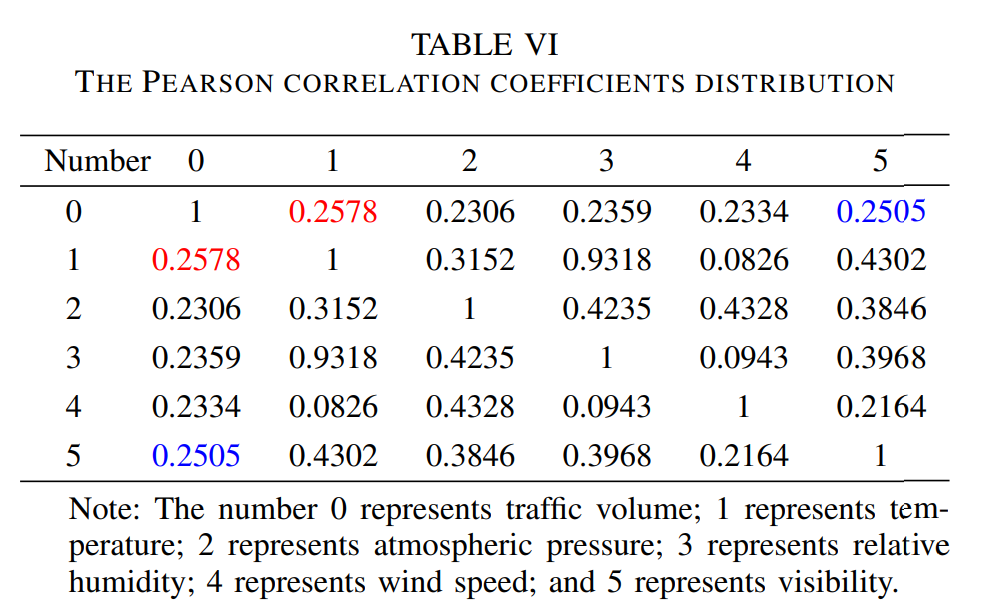 TABLE VI
THE PEARSON CORRELATION COEFFICIENTS DISTRIBUTION
Number 0 1 2 3 4 5
0 1 0.2578 0.2306 0.2359 0.2334 0.2505
1 0.2578 1 0.3152 0.9318 0.0826 0.4302
2 0.2306 0.3152 1 0.4235 0.4328 0.3846
3 0.2359 0.9318 0.4235 1 0.0943 0.3968
4 0.2334 0.0826 0.4328 0.0943 1 0.2164
5 0.2505 0.4302 0.3846 0.3968 0.2164 1
Note: The number 0 represents traffic volume; 1 represents tem-
perature; 2 represents atmospheric pressure; 3 represents relative
humidity; 4 represents wind speed; and 5 represents visibility.